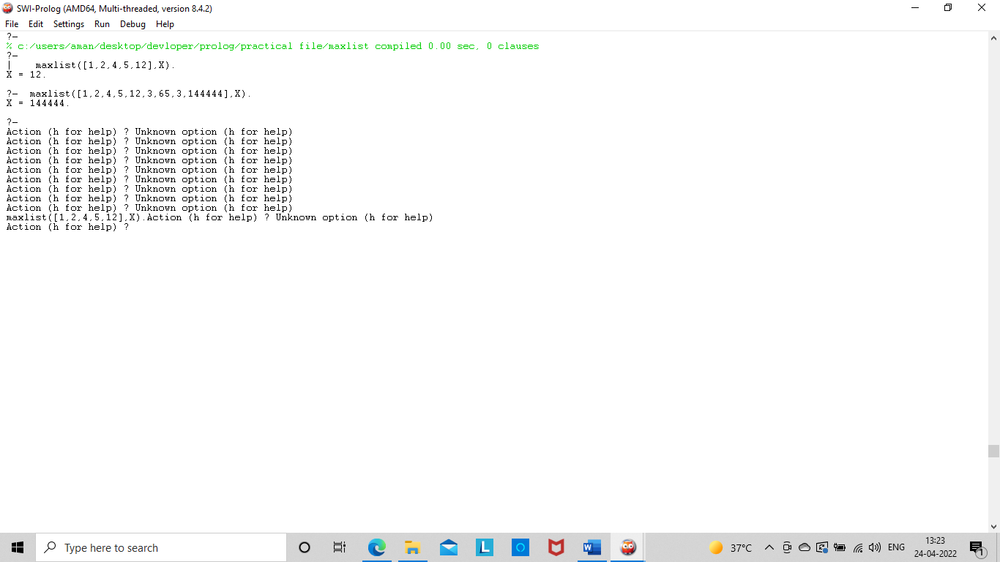 SWI-Prolog (AMD64, Multi-threaded, version 8.4.2)
File Edit Settings Run Debug Help
?-
% c:/users/aman/desktop/devloper/prolog/practical file/maxlist compiled 0.00 sec, 0 clauses
?-
|    maxlist([1,2,4,5,12],X).
X = 12.
?-  maxlist([1,2,4,5,12,3,65,3,144444],X).
X = 144444.
?-
Action (h for help) ? Unknown option (h for help)
Action (h for help) ? Unknown option (h for help)
Action (h for help) ? Unknown option (h for help)
Action (h for help) ? Unknown option (h for help)
Action (h for help) ? Unknown option (h for help)
Action (h for help) ? Unknown option (h for help)
Action (h for help) ? Unknown option (h for help)
Action (h for help) ? Unknown option (h for help)
Action (h for help) ? Unknown option (h for help)
maxlist([1,2,4,5,12],X).Action (h for help) ? Unknown option (h for help)
Action (h for help) ?
Type here to search
L
W
37°C
ENG
13:23
24-04-2022
1